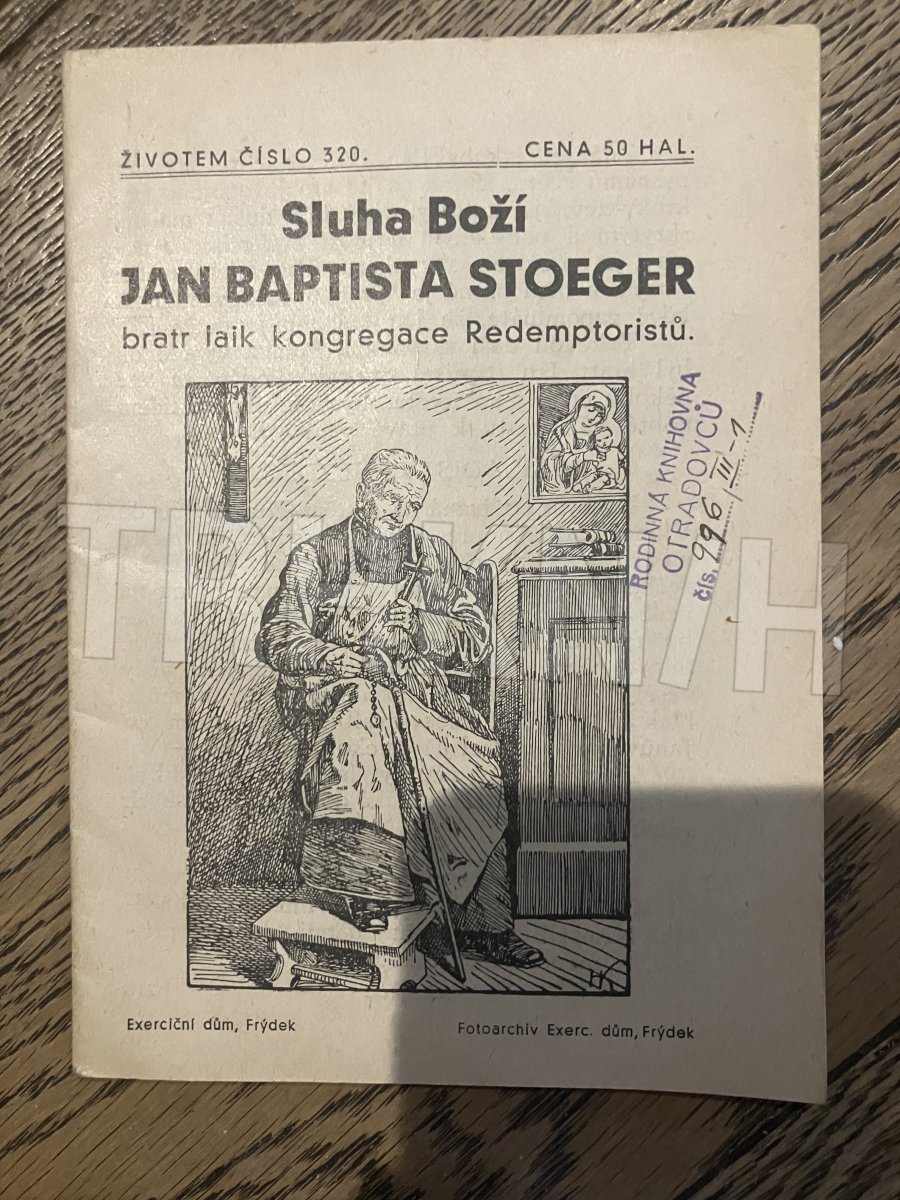 ŽIVOTEM ČÍSLO 320. CENA 50 HAL.
Sluha Boží
JAN BAPTISTA STOEGER
bratr laik kongregace Redemptoristů.
RODINNÁ KNIHOVNA
OTRADOVCŮ
čís. 996/III-1
HK
Exerciční dům, Frýdek
Fotoarchiv Exerc. dům, Frýdek